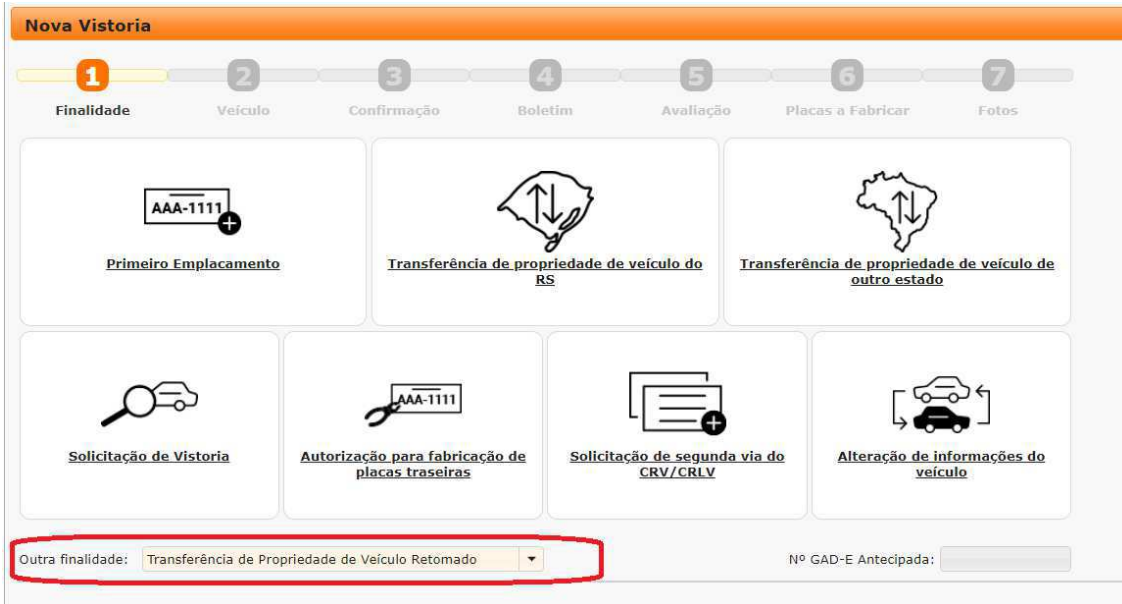 Nova Vistoria
1 2 3 4 5 6 7
Finalidade Veículo Confirmação Boletim Avaliação Placas a Fabricar Fotos
AAA-1111
Primeiro Emplacamento
Transferência de propriedade de veículo do
RS
Transferência de propriedade de veículo de
outro estado
Solicitação de Vistoria
AAA-1111
Autorização para fabricação de
placas traseiras
Solicitação de segunda via do
CRV/CRLV
Alteração de informações do
veículo
Outra finalidade: Transferência de Propriedade de Veículo Retomado
Nº GAD-E Antecipada: